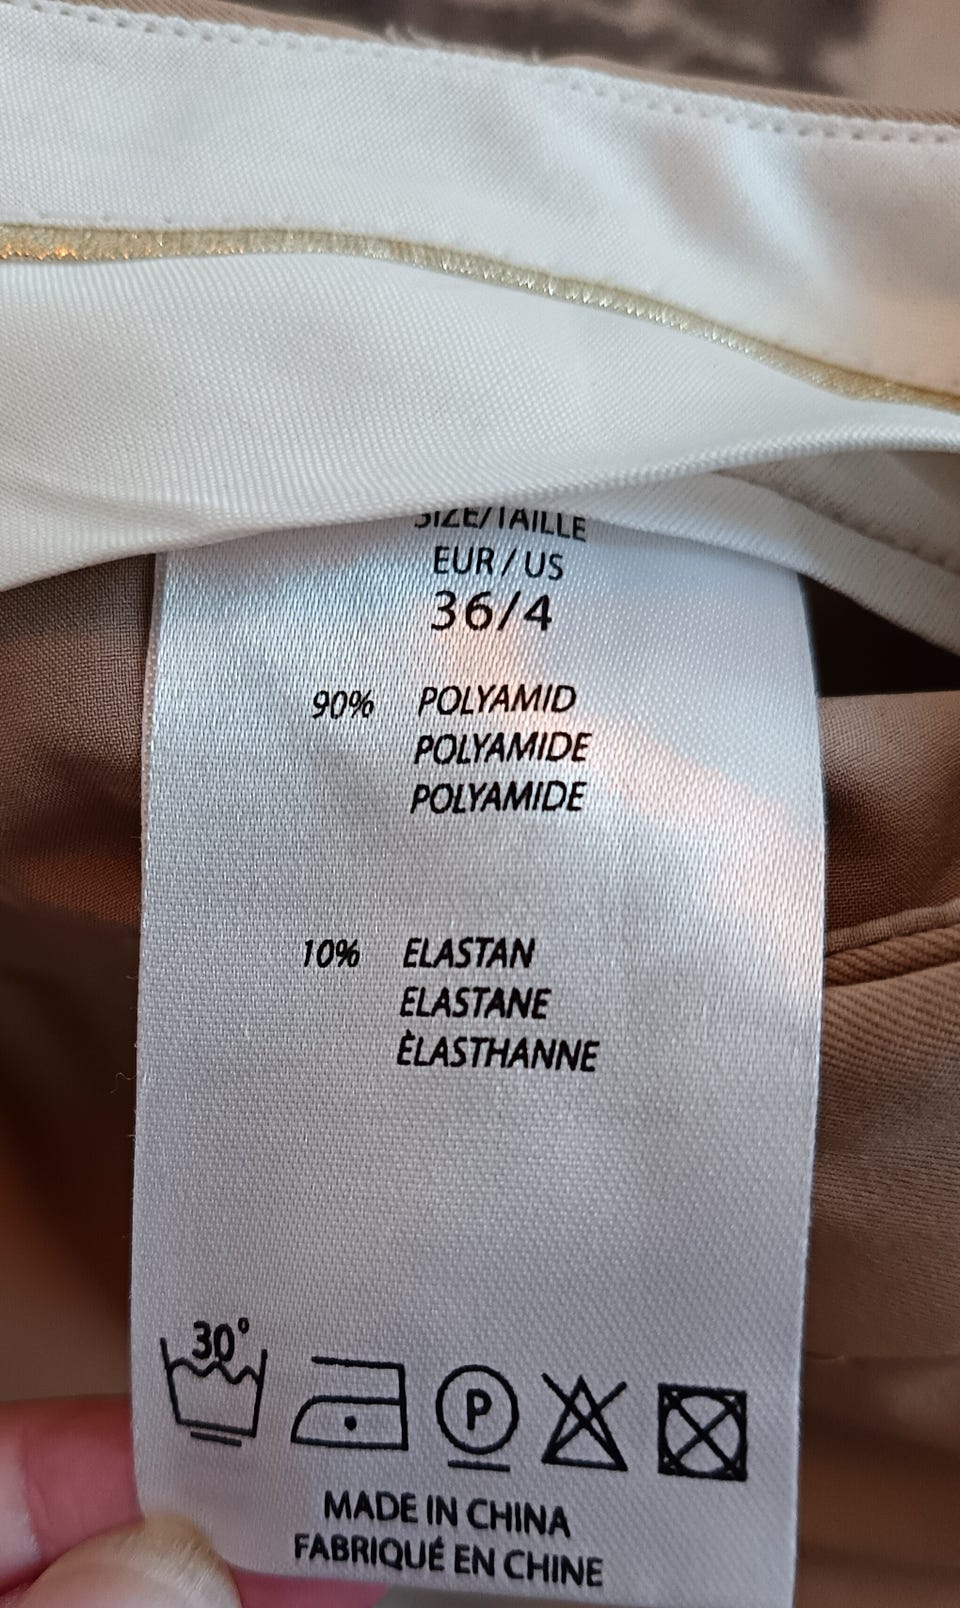 SIZE/TAILLE
EUR / US
36/4
90% POLYAMID
POLYAMIDE
POLYAMIDE
10% ELASTAN
ELASTANE
ÈLASTHANNE
30°
P
MADE IN CHINA
FABRIQUÉ EN CHINE